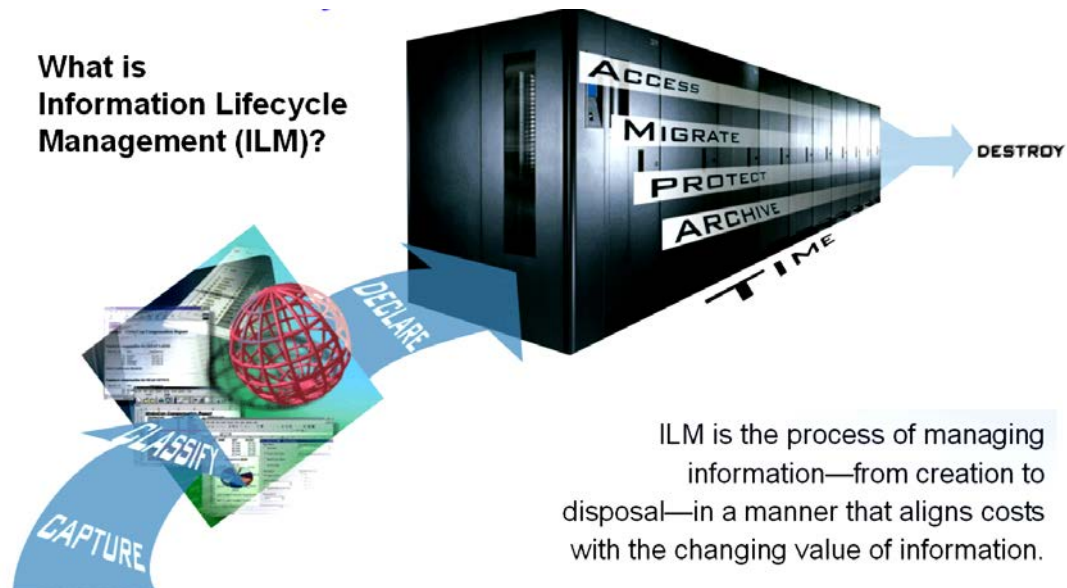 What is
Information Lifecycle
Management (ILM)?
ACCESS
MIGRATE
PROTECT
ARCHIVE
TIME
DESTROY
DECLARE
CLASSIFY
CAPTURE
ILM is the process of managing
information—from creation to
disposal—in a manner that aligns costs
with the changing value of information.